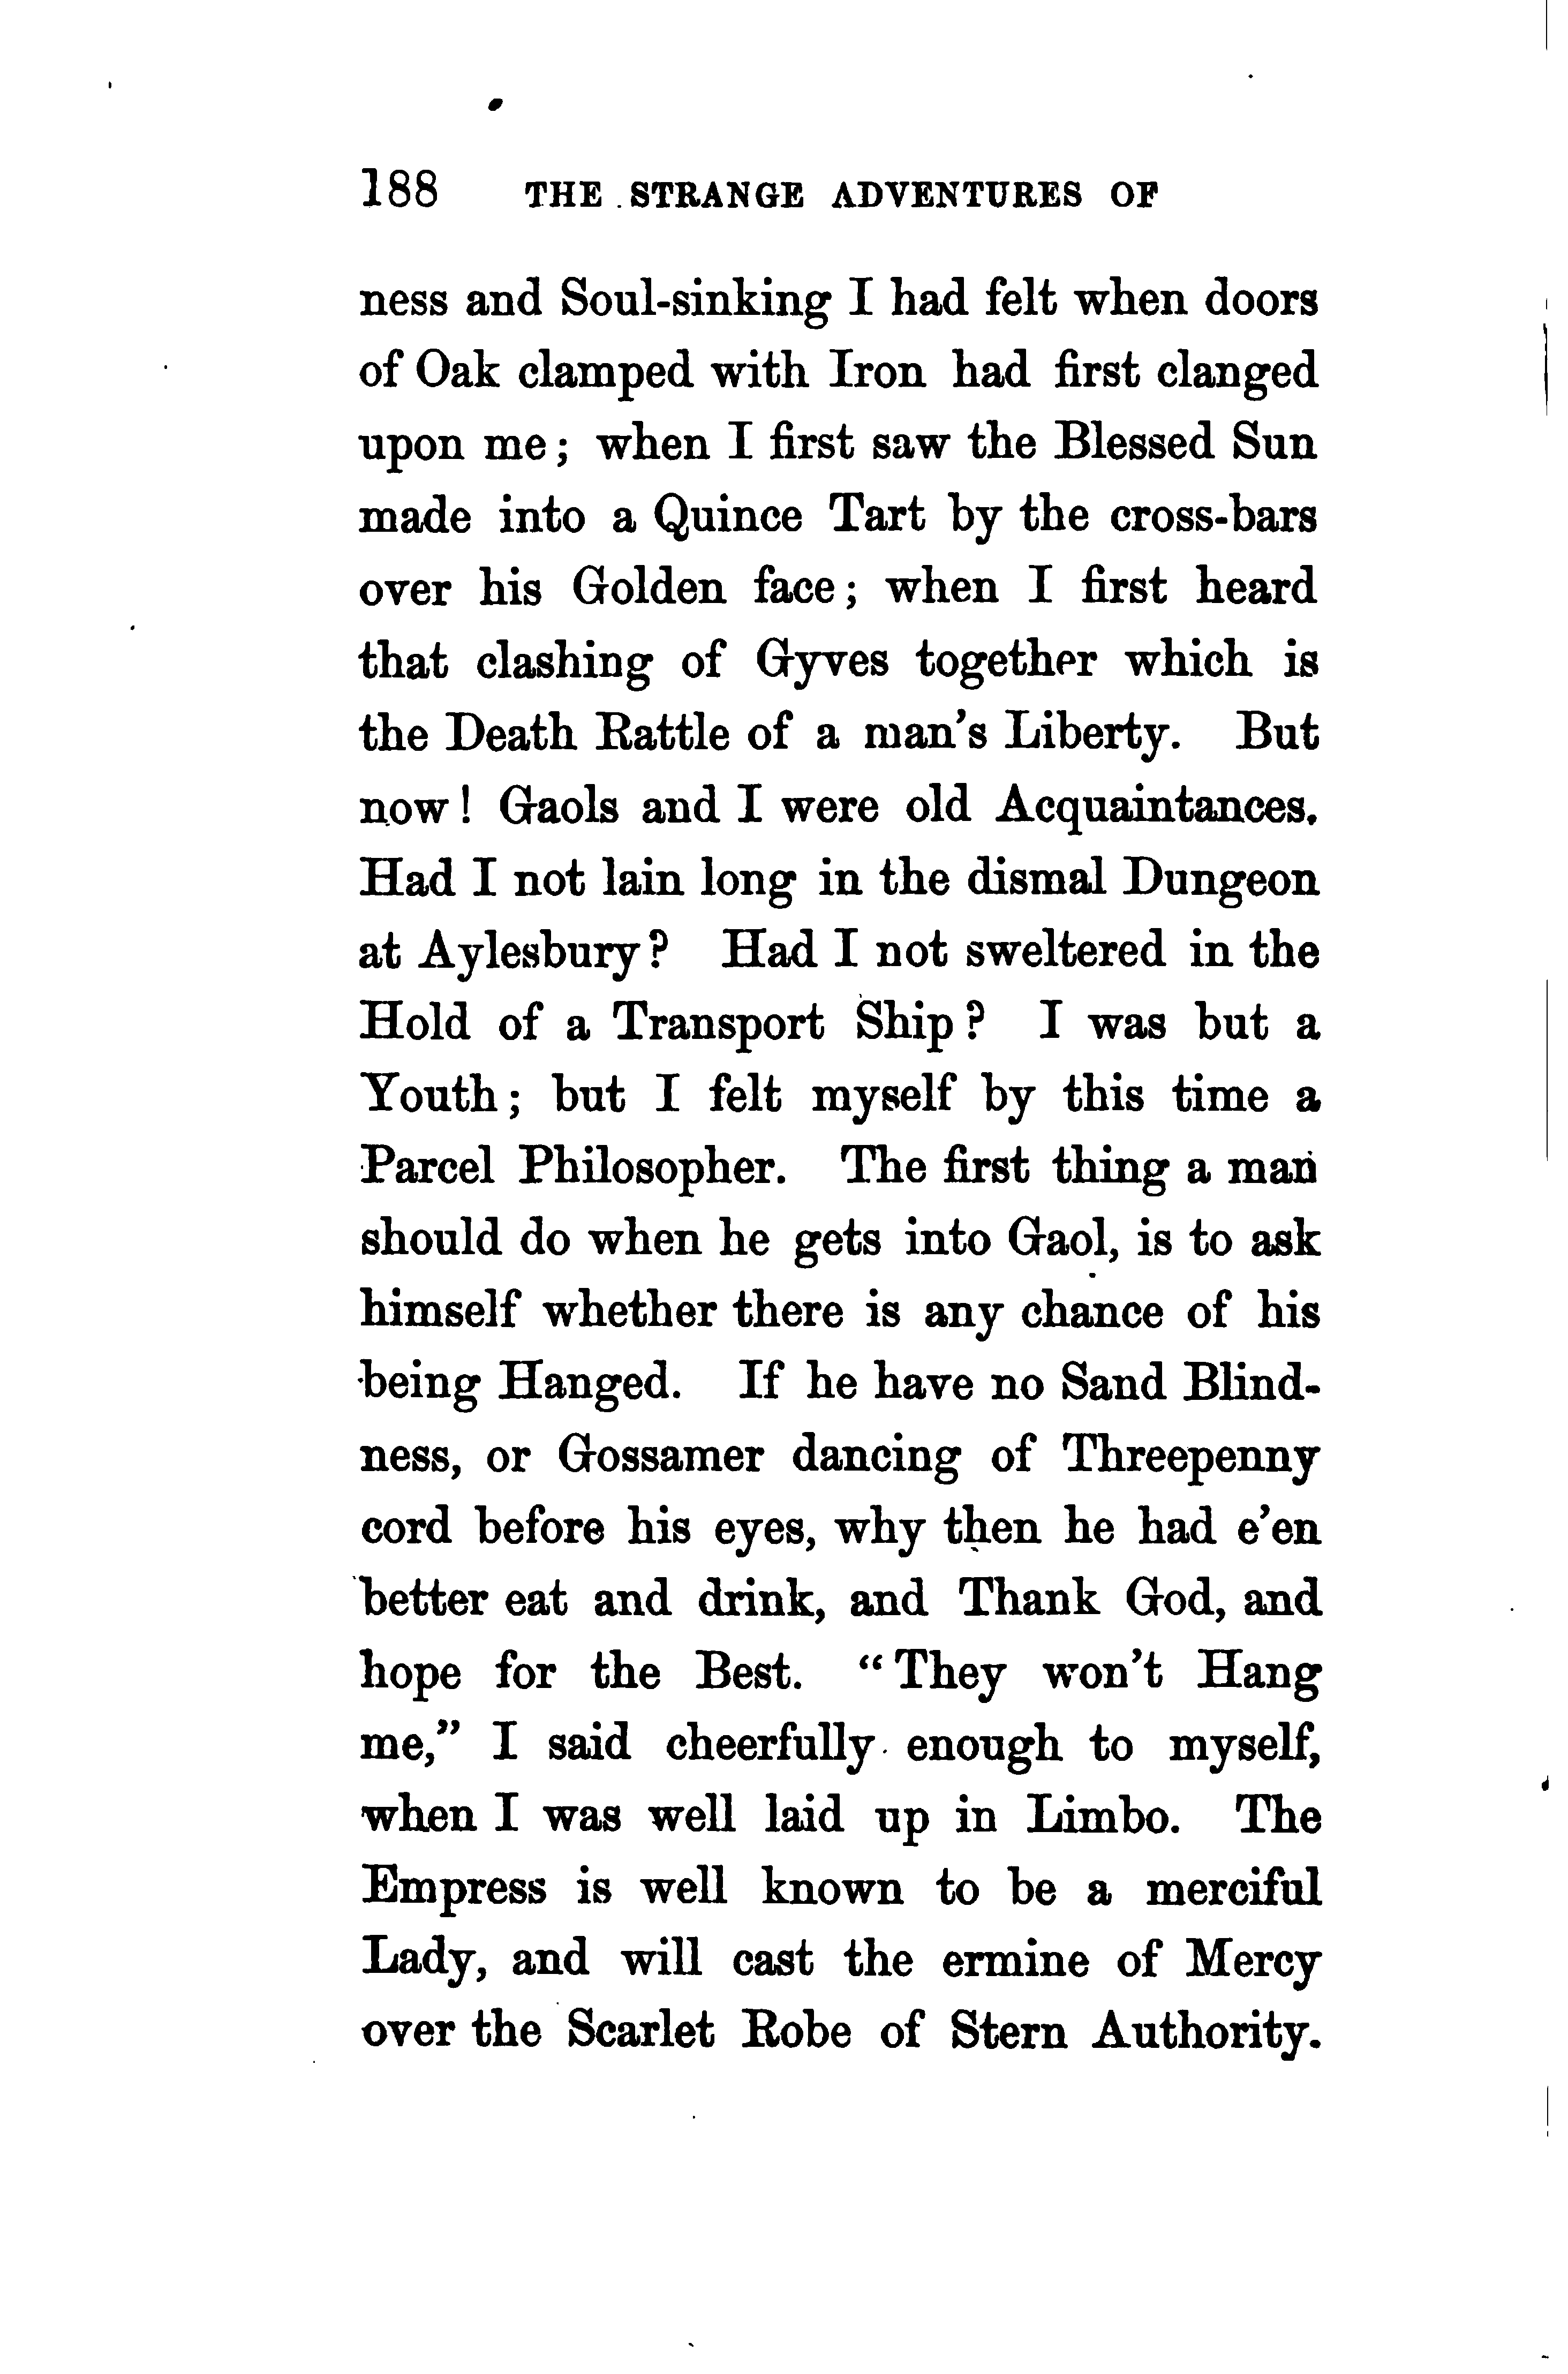 188 THE STRANGE ADVENTURES OF
ness and Soul-sinking I had felt when doors
of Oak clamped with Iron had first clanged
upon me; when I first saw the Blessed Sun
made into a Quince Tart by the cross-bars
over his Golden face; when I first heard
that clashing of Gyves together which is
the Death Rattle of a man's Liberty. But
now! Gaols and I were old Acquaintances.
Had I not lain long in the dismal Dungeon
at Aylesbury? Had I not sweltered in the
Hold of a Transport Ship? I was but a
Youth; but I felt myself by this time a
Parcel Philosopher. The first thing a man
should do when he gets into Gaol, is to ask
himself whether there is any chance of his
being Hanged. If he have no Sand Blind-
ness, or Gossamer dancing of Threepenny
cord before his eyes, why then he had e'en
better eat and drink, and Thank God, and
hope for the Best. "They won't Hang
me," I said cheerfully enough to myself,
when I was well laid up in Limbo. The
Empress is well known to be a merciful
Lady, and will cast the ermine of Mercy
over the Scarlet Robe of Stern Authority.